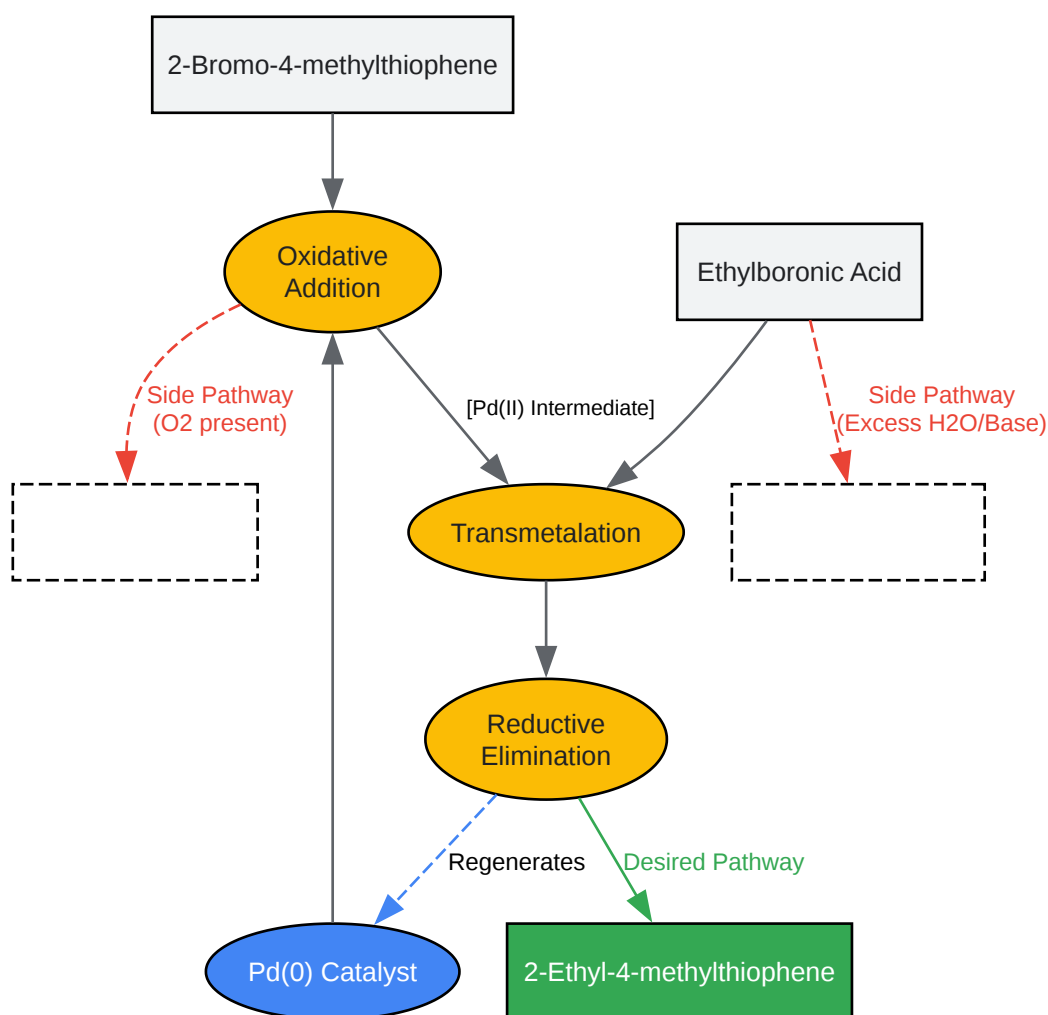 2-Bromo-4-methylthiophene
Oxidative
Addition
Ethylboronic Acid
Side Pathway
(O2 present)
[Pd(II) Intermediate]
Side Pathway
(Excess H2O/Base)
Transmetalation
Reductive
Elimination
Regenerates
Desired Pathway
Pd(0) Catalyst
2-Ethyl-4-methylthiophene